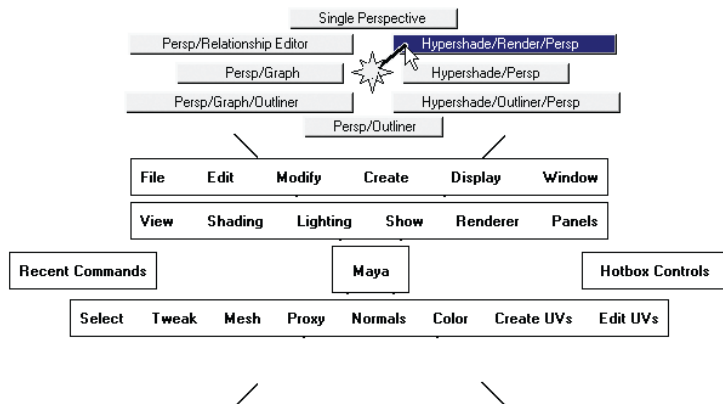 Single Perspective
Persp/Relationship Editor Hypershade/Render/Persp
Persp/Graph Hypershade/Persp
Persp/Graph/Outliner Hypershade/Outliner/Persp
Persp/Outliner
File Edit Modify Create Display Window
View Shading Lighting Show Renderer Panels
Recent Commands Maya Hotbox Controls
Select Tweak Mesh Proxy Normals Color Create UVs Edit UVs